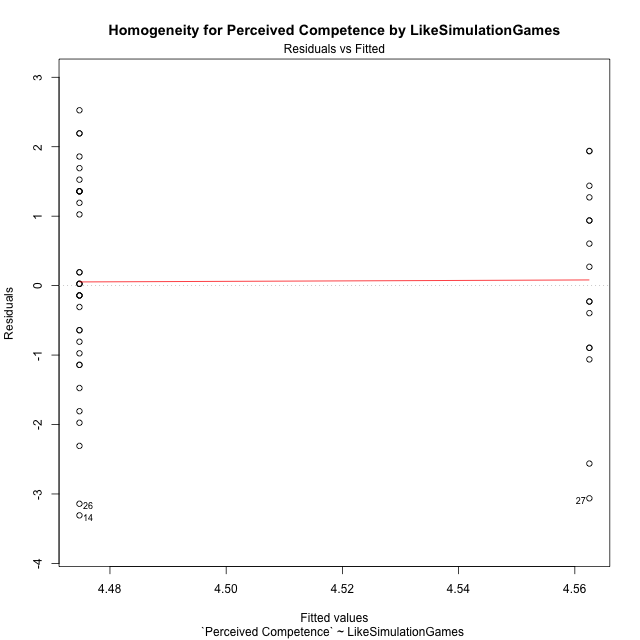 Homogeneity for Perceived Competence by LikeSimulationGames
Residuals vs Fitted
3
2
1
0
-1
-2
-3
-4
Residuals
26
14
27
4.48 4.50 4.52 4.54 4.56
Fitted values
`Perceived Competence` ~ LikeSimulationGames